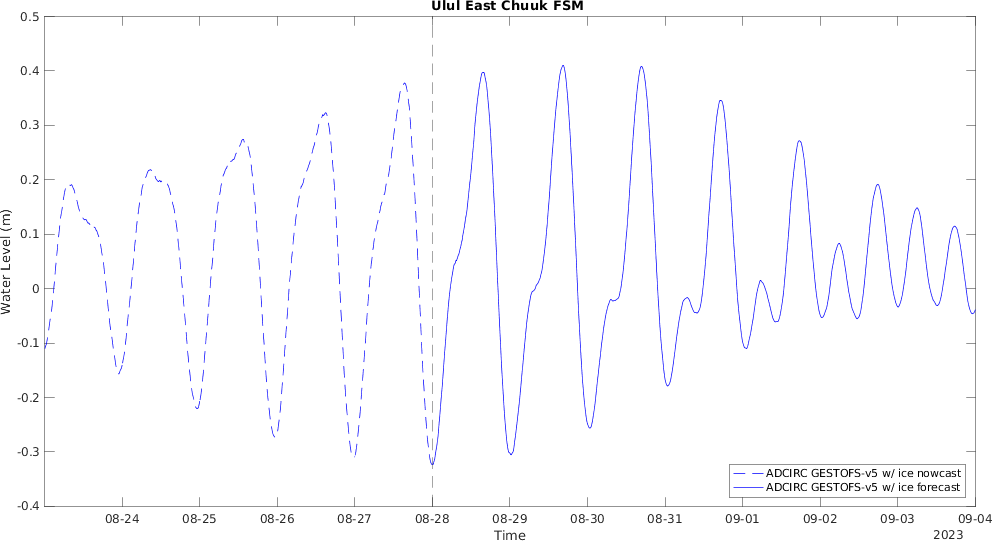 Ulul East Chuuk FSM
0.5
0.4
0.3
0.2
0.1
0
-0.1
-0.2
-0.3
-0.4
Water Level (m)
ADCIRC GESTOFS-v5 w/ ice nowcast
ADCIRC GESTOFS-v5 w/ ice forecast
08-24 08-25 08-26 08-27 08-28 08-29 08-30 08-31 09-01 09-02 09-03 09-04
Time
2023